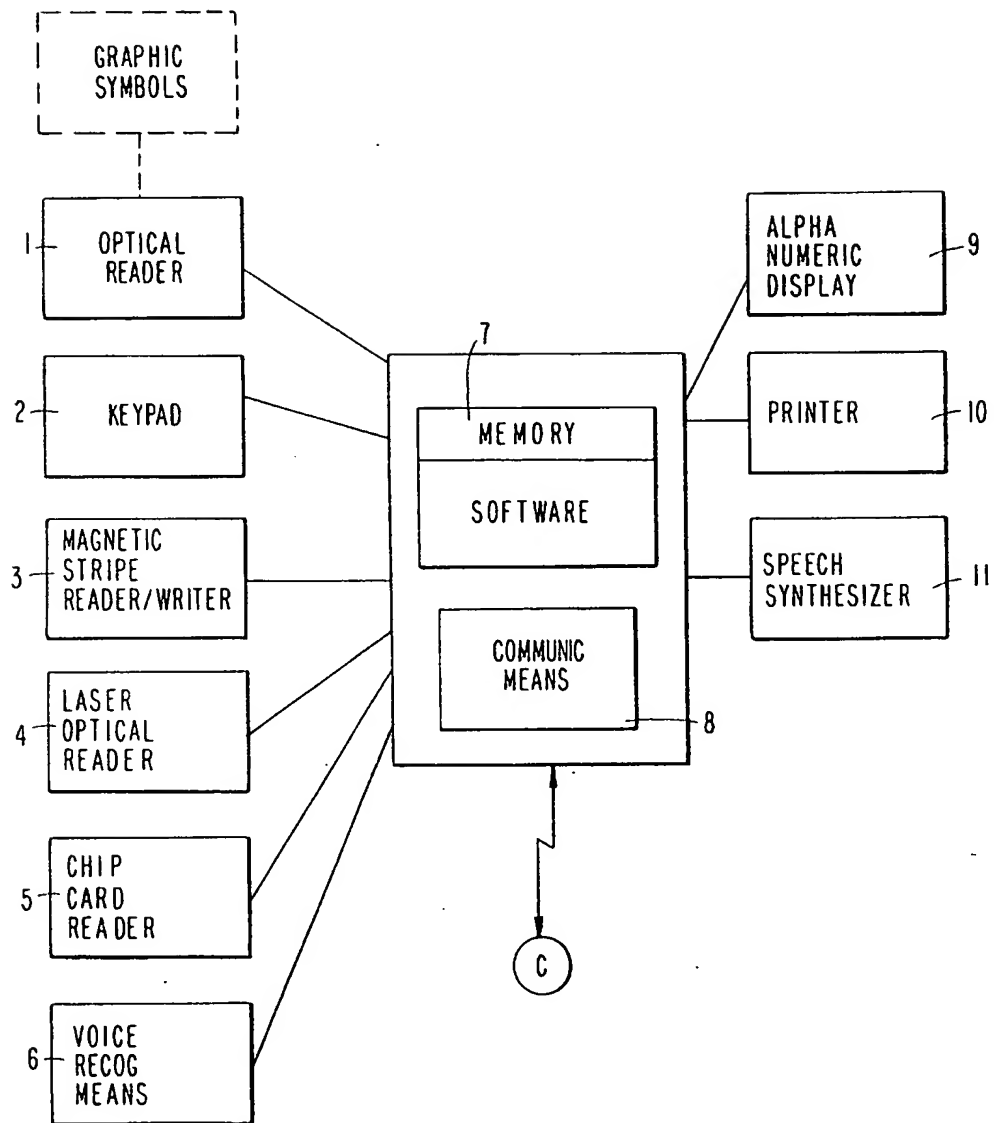 GRAPHIC
SYMBOLS
1
OPTICAL
READER
2
KEYPAD
3
MAGNETIC
STRIPE
READER/WRITER
4
LASER
OPTICAL
READER
5
CHIP
CARD
READER
6
VOICE
RECOG
MEANS
7
MEMORY
SOFTWARE
COMMUNIC
MEANS
8
C
ALPHA
NUMERIC
DISPLAY
9
PRINTER
10
SPEECH
SYNTHESIZER
11